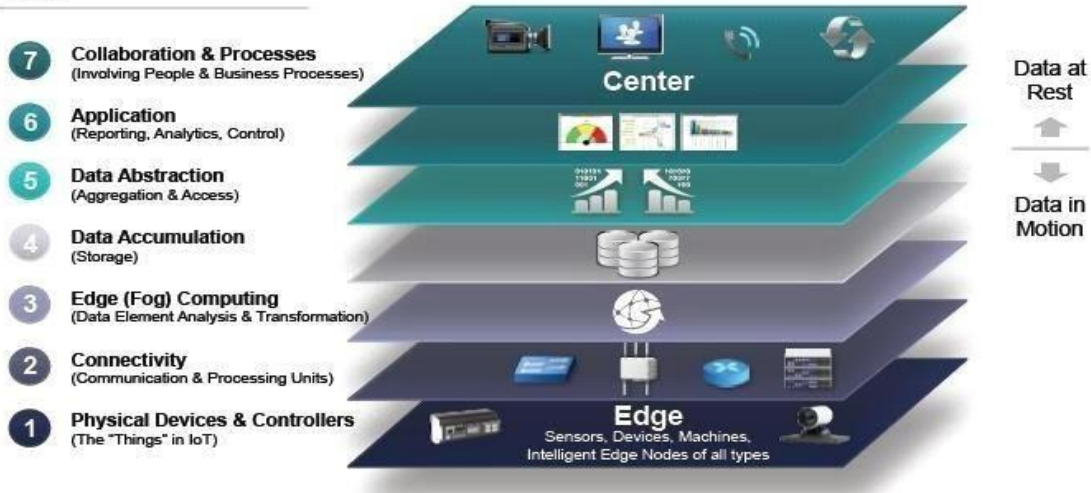 7
Collaboration & Processes
(Involving People & Business Processes)
6
Application
(Reporting, Analytics, Control)
5
Data Abstraction
(Aggregation & Access)
4
Data Accumulation
(Storage)
3
Edge (Fog) Computing
(Data Element Analysis & Transformation)
2
Connectivity
(Communication & Processing Units)
1
Physical Devices & Controllers
(The "Things" in IoT)
Center
010101
11001
001
Edge
Sensors, Devices, Machines,
Intelligent Edge Nodes of all types
Data at
Rest
Data in
Motion